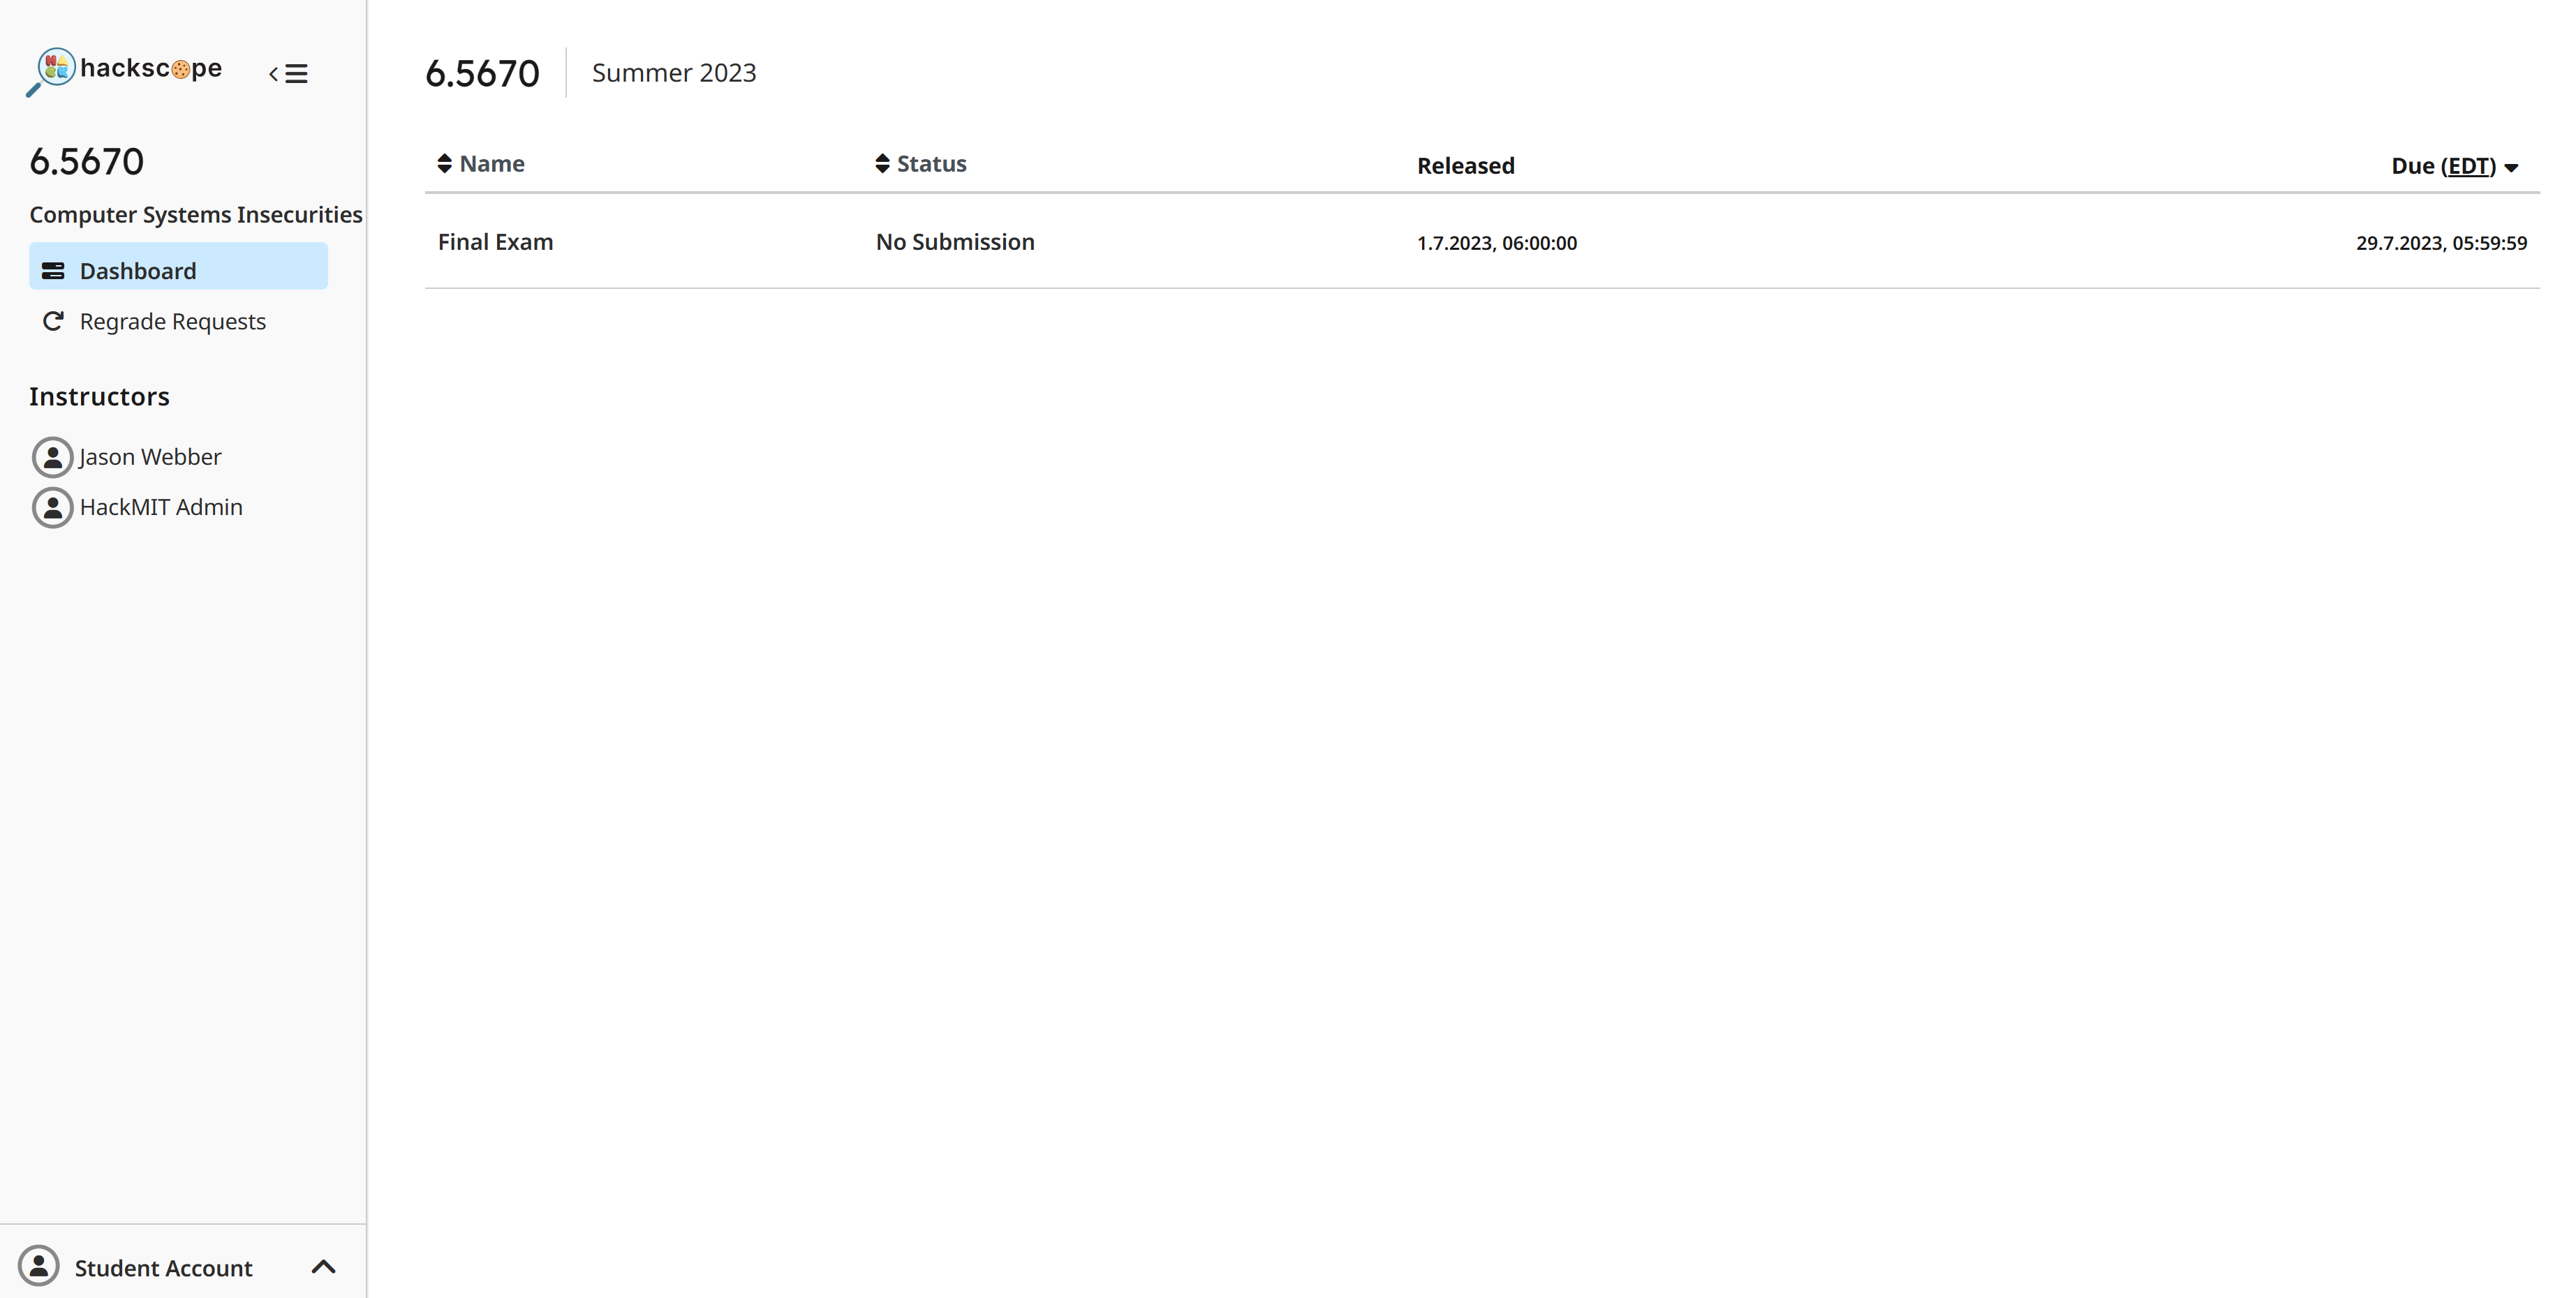 hackscope
6.5670
Computer Systems Insecurities
Dashboard
Regrade Requests
Instructors
Jason Webber
HackMIT Admin
Student Account
6.5670 Summer 2023
Name Status Released Due (EDT)
Final Exam No Submission 1.7.2023, 06:00:00 29.7.2023, 05:59:59